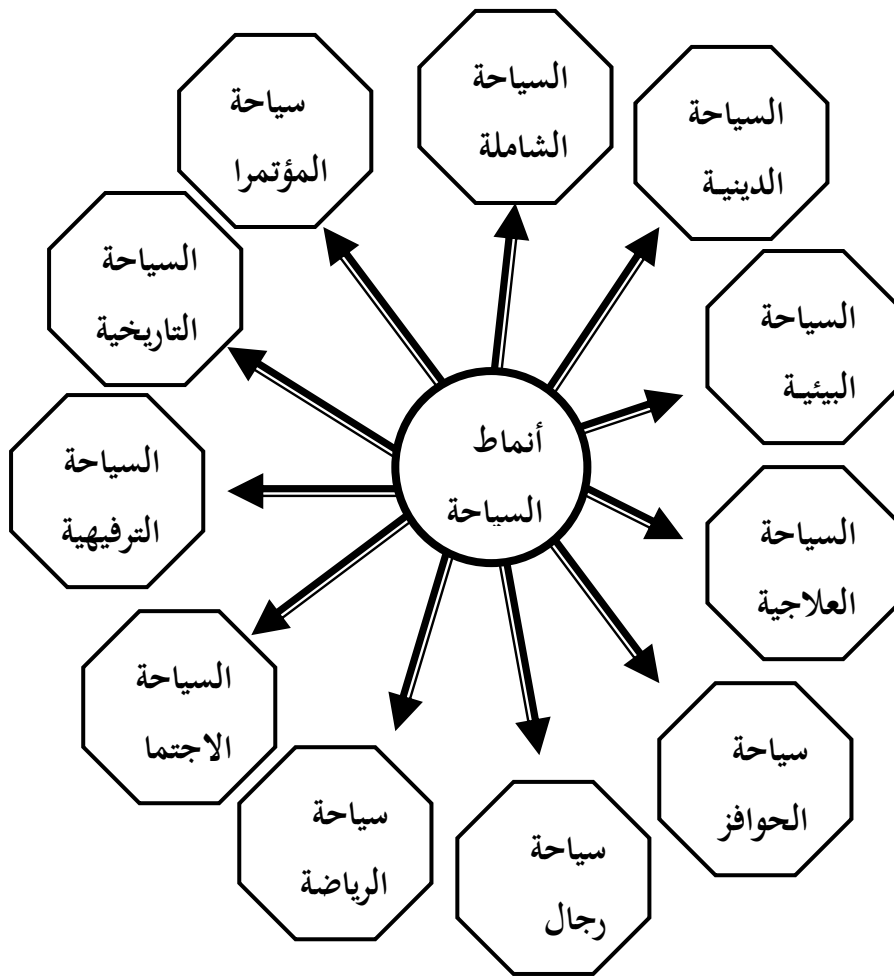 السياحة
الشاملة
السياحة
الدينية
السياحة
البيئية
السياحة
العلاجية
سياحة
الحوافز
سياحة
رجال
سياحة
الرياضة
السياحة
الاجتما
السياحة
الترفيهية
السياحة
التاريخية
سياحة
المؤتمرا
أنماط
السياحة